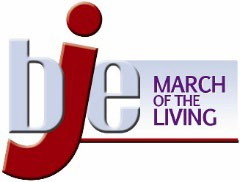 bje
MARCH
OF THE
LIVING